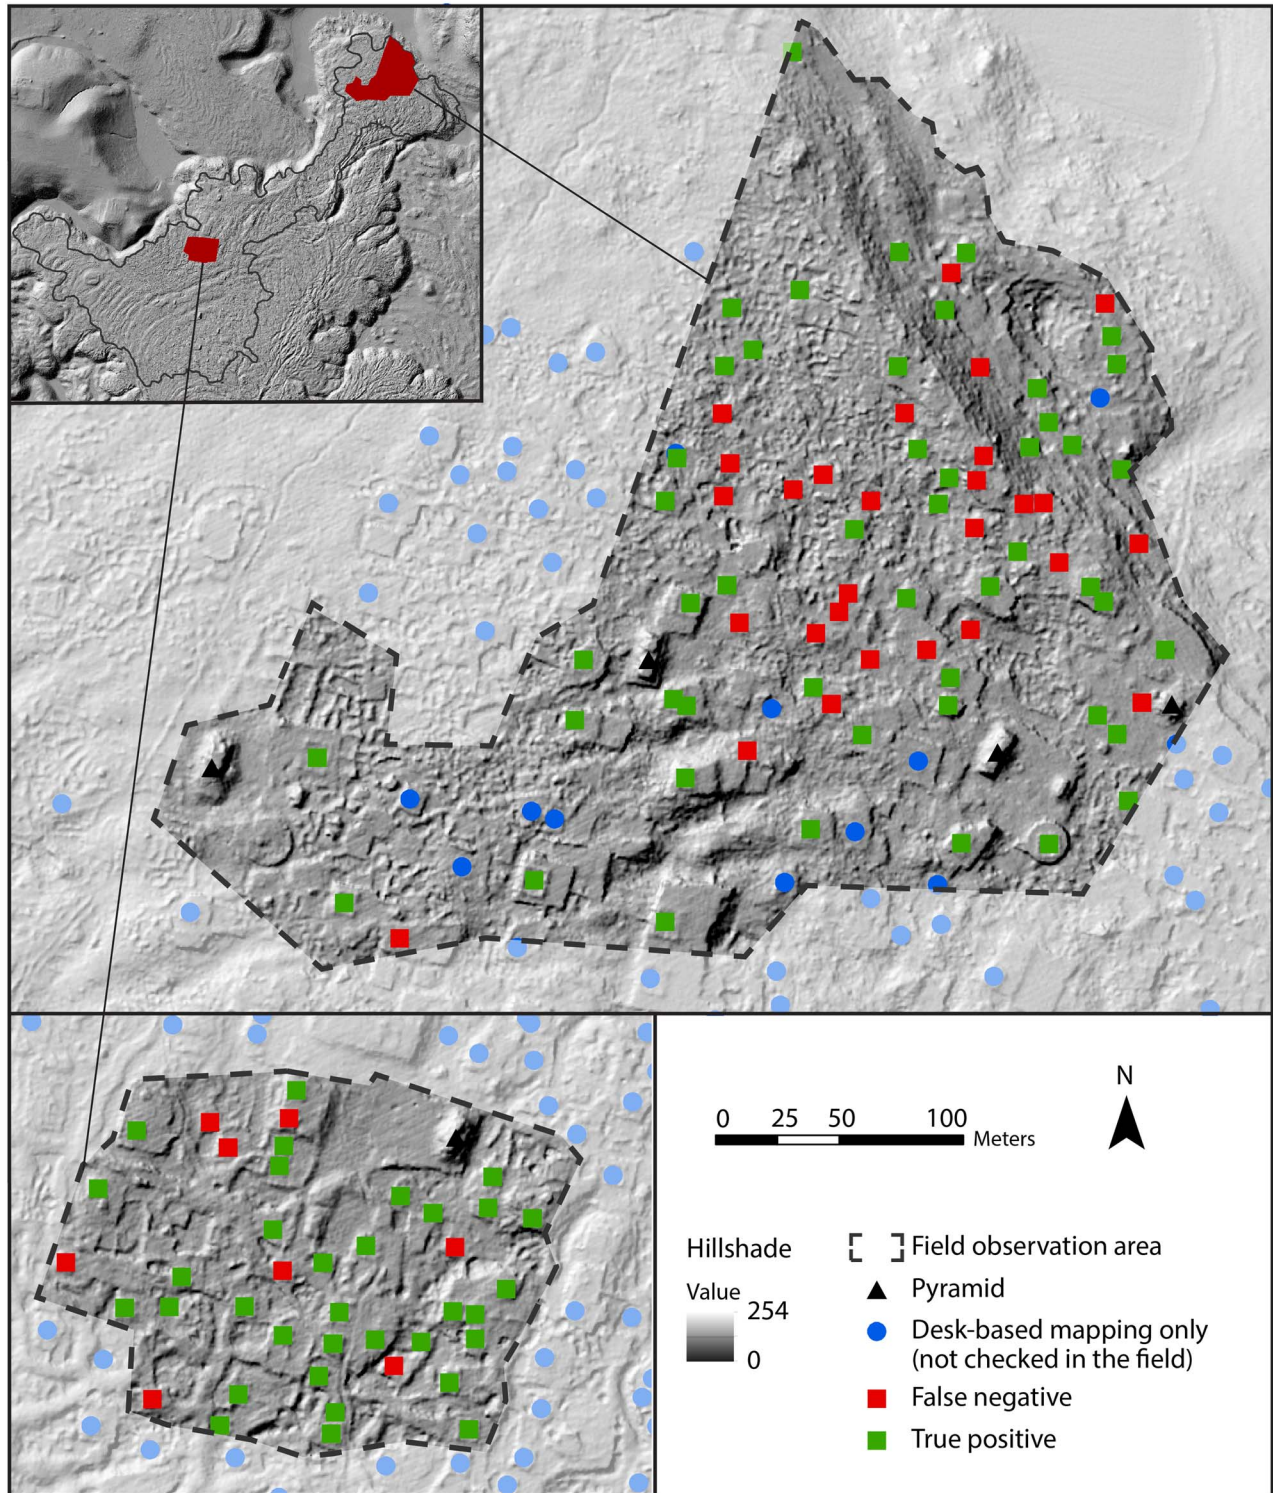 N
0 25 50 100
Meters
Hillshade
Value
254
0
Field observation area
Pyramid
Desk-based mapping only
(not checked in the field)
False negative
True positive